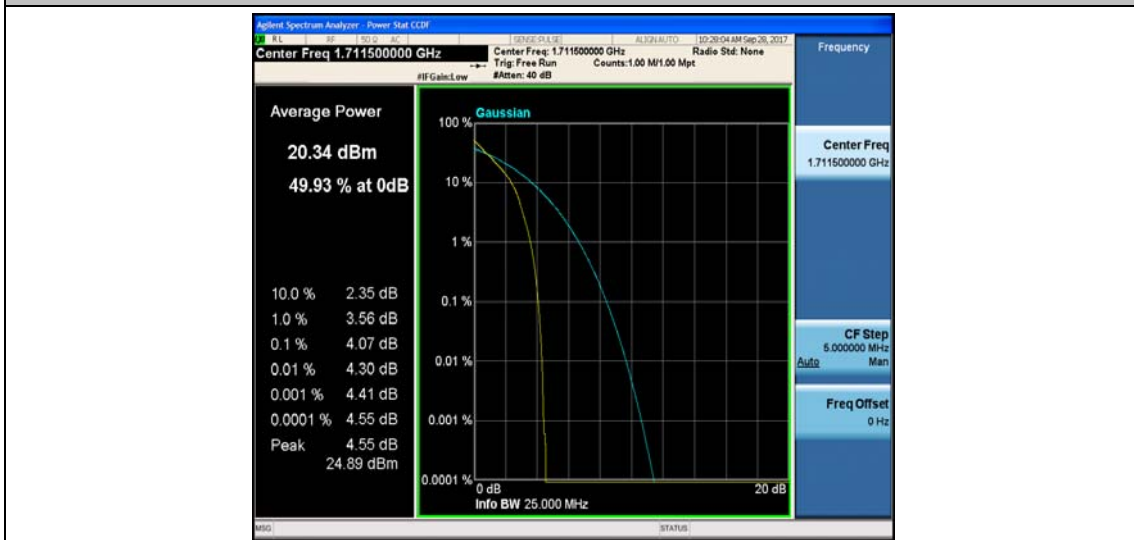 Agilent Spectrum Analyzer - Power Stat CCDF
RL RF 50 Ω AC SENSE:PULSE ALIGN AUTO 10:28:04 AM Sep 28, 2017
Center Freq 1.711500000 GHz
Center Freq: 1.711500000 GHz Radio Std: None
Trig: Free Run Counts:1.00 M/1.00 Mpt
#IFGain:Low #Atten: 40 dB
Frequency
Average Power
20.34 dBm
49.93 % at 0dB
10.0 % 2.35 dB
1.0 % 3.56 dB
0.1 % 4.07 dB
0.01 % 4.30 dB
0.001 % 4.41 dB
0.0001 % 4.55 dB
Peak 4.55 dB
24.89 dBm
Gaussian
100 %
10 %
1 %
0.1 %
0.01 %
0.001 %
0.0001 %
0 dB 20 dB
Info BW 25.000 MHz
Center Freq
1.711500000 GHz
CF Step
5.000000 MHz
Auto Man
Freq Offset
0 Hz
MSG STATUS